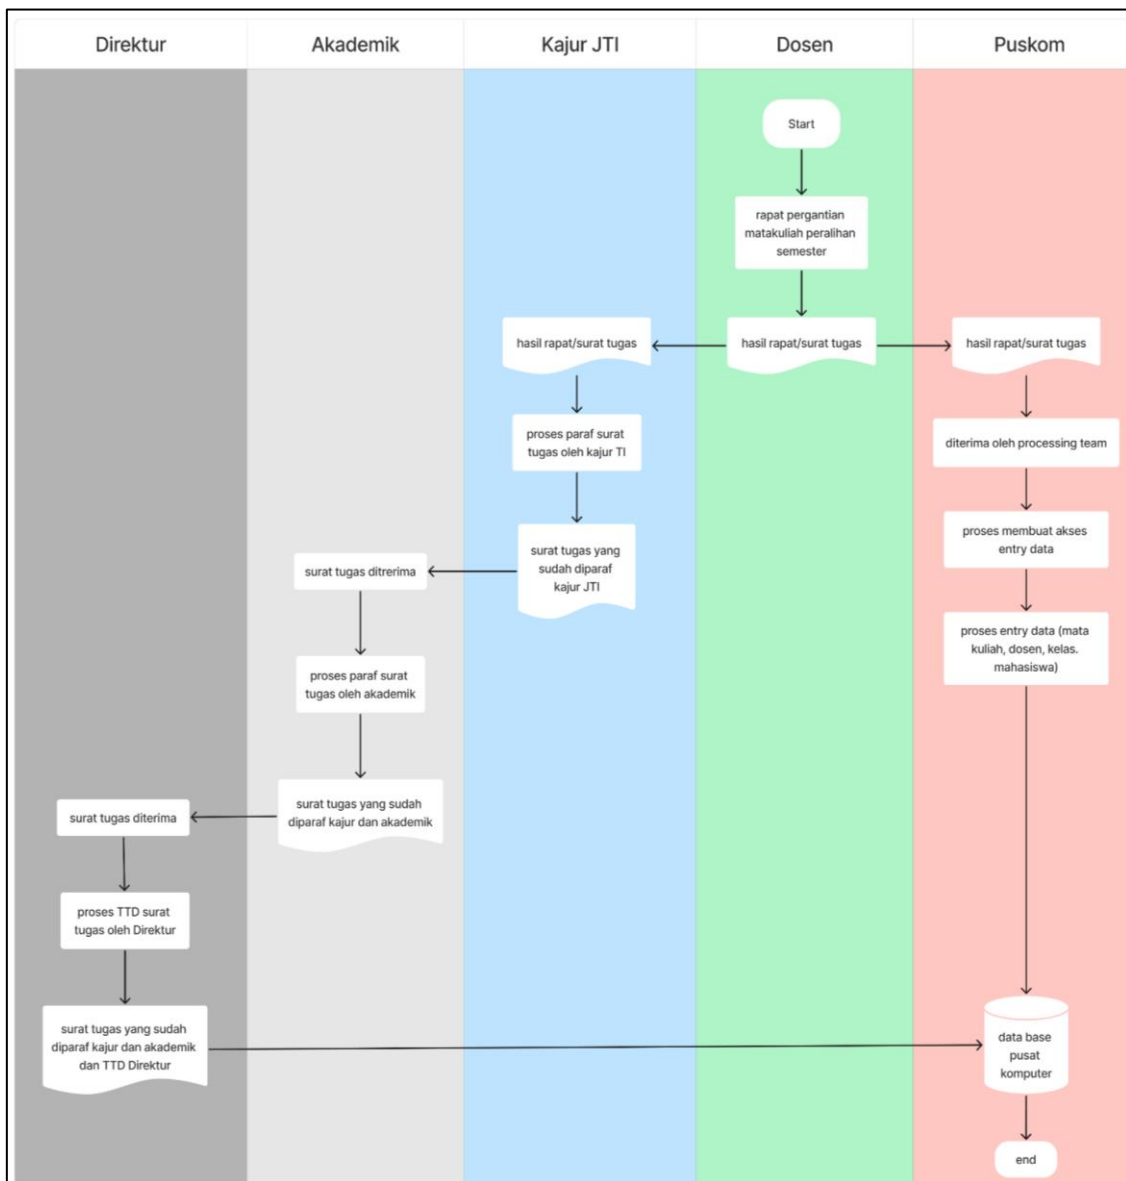 Direktur
Akademik
Kajur JTI
Dosen
Puskom
Start
rapat pergantian
matakuliah peralihan
semester
hasil rapat/surat tugas
hasil rapat/surat tugas
hasil rapat/surat tugas
proses paraf surat
tugas oleh kajur TI
diterima oleh processing team
surat tugas yang
sudah diparaf
kajur JTI
proses membuat akses
entry data
surat tugas ditrerima
proses entry data (mata
kuliah, dosen, kelas.
mahasiswa)
proses paraf surat
tugas oleh akademik
surat tugas yang sudah
diparaf kajur dan akademik
surat tugas diterima
proses TTD surat
tugas oleh Direktur
surat tugas yang sudah
diparaf kajur dan akademik
dan TTD Direktur
data base
pusat
komputer
end